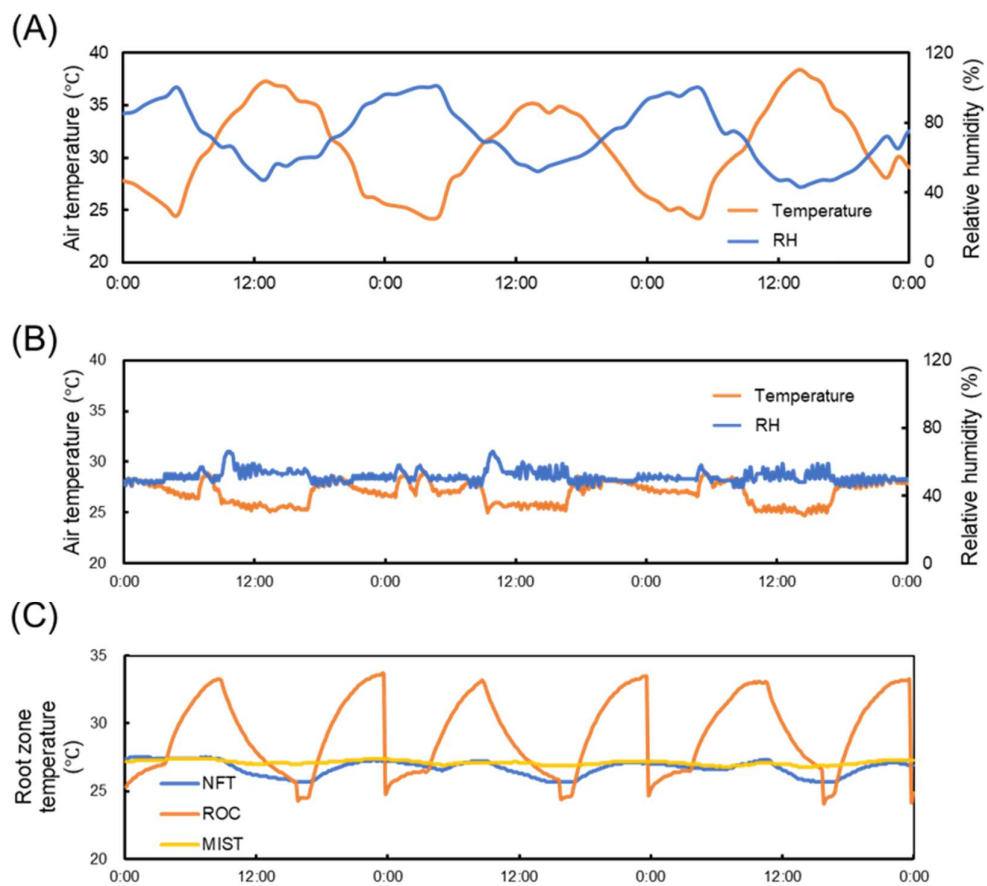 (A)
40
35
30
25
20
Air temperature (°C)
120
80
40
0
Relative humidity (%)
Temperature
RH
0:00 12:00 0:00 12:00 0:00 12:00 0:00
(B)
40
35
30
25
20
Air temperature (°C)
120
80
40
0
Relative humidity (%)
Temperature
RH
0:00 12:00 0:00 12:00 0:00 12:00 0:00
(C)
35
30
25
20
Root zone
temperature
(°C)
NFT
ROC
MIST
0:00 12:00 0:00 12:00 0:00 12:00 0:00